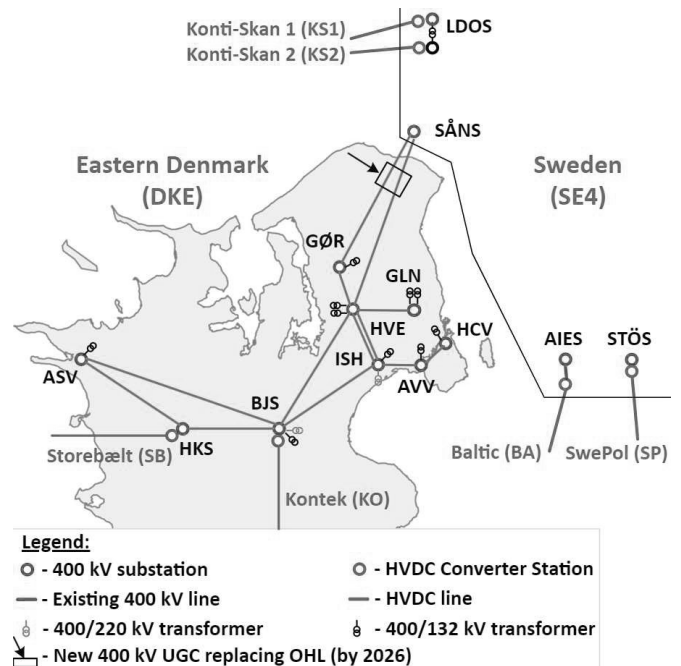 Konti-Skan 1 (KS1)
Konti-Skan 2 (KS2)
LDOS
SÅNS
Eastern Denmark
(DKE)
Sweden
(SE4)
GØR
GLN
HVE
HCV
ISH
AVV
AIES
STÖS
ASV
BJS
HKS
Storebælt (SB)
Kontek (KO)
Baltic (BA)
SwePol (SP)
Legend:
- 400 kV substation
- HVDC Converter Station
- Existing 400 kV line
- HVDC line
- 400/220 kV transformer
- 400/132 kV transformer
- New 400 kV UGC replacing OHL (by 2026)